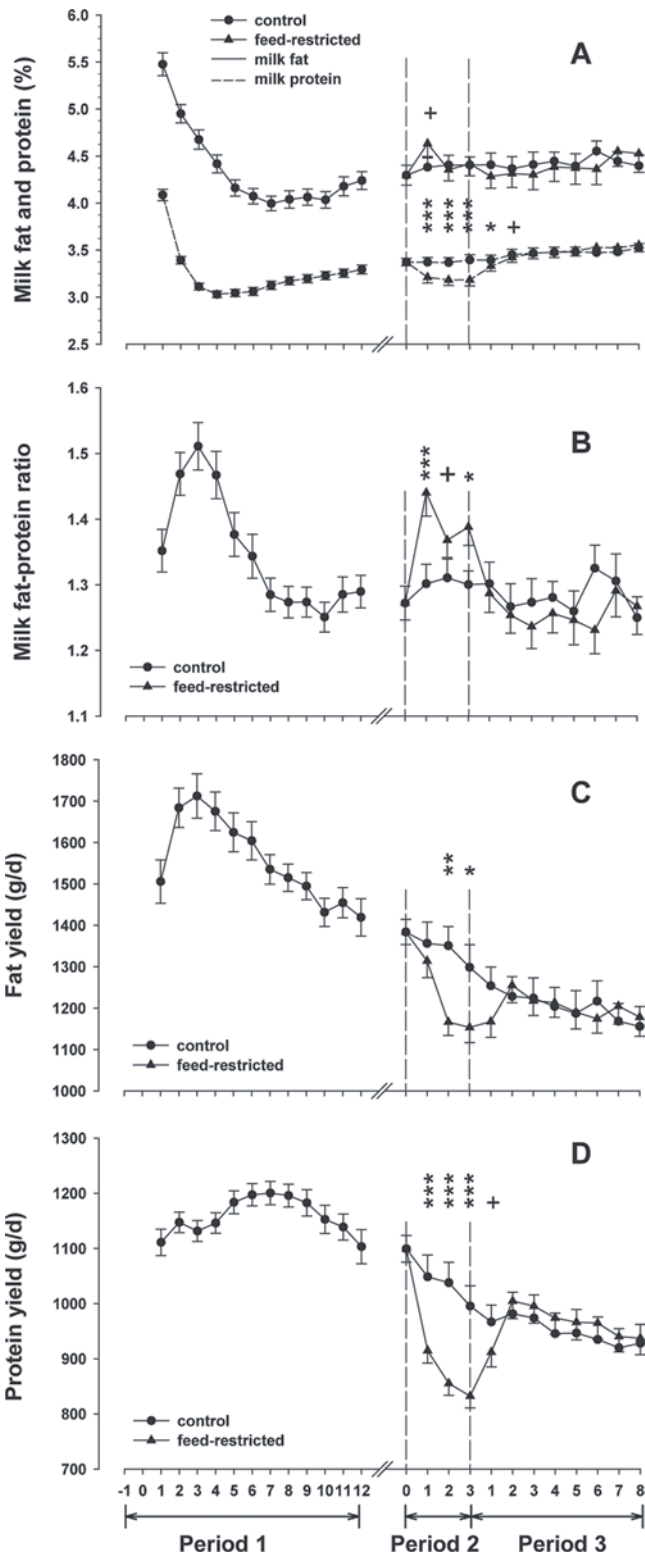 control
feed-restricted
milk fat
milk protein
A
Milk fat and protein (%)
6.0
5.5
5.0
4.5
4.0
3.5
3.0
2.5
+
*** *** ***
* +
B
Milk fat-protein ratio
1.6
1.5
1.4
1.3
1.2
1.1
*** + *
control
feed-restricted
C
Fat yield (g/d)
1800
1700
1600
1500
1400
1300
1200
1100
1000
** *
control
feed-restricted
D
Protein yield (g/d)
1300
1200
1100
1000
900
800
700
*** *** *** +
control
feed-restricted
-1 0 1 2 3 4 5 6 7 8 9 10 11 12 0 1 2 3 1 2 3 4 5 6 7 8
Period 1 Period 2 Period 3